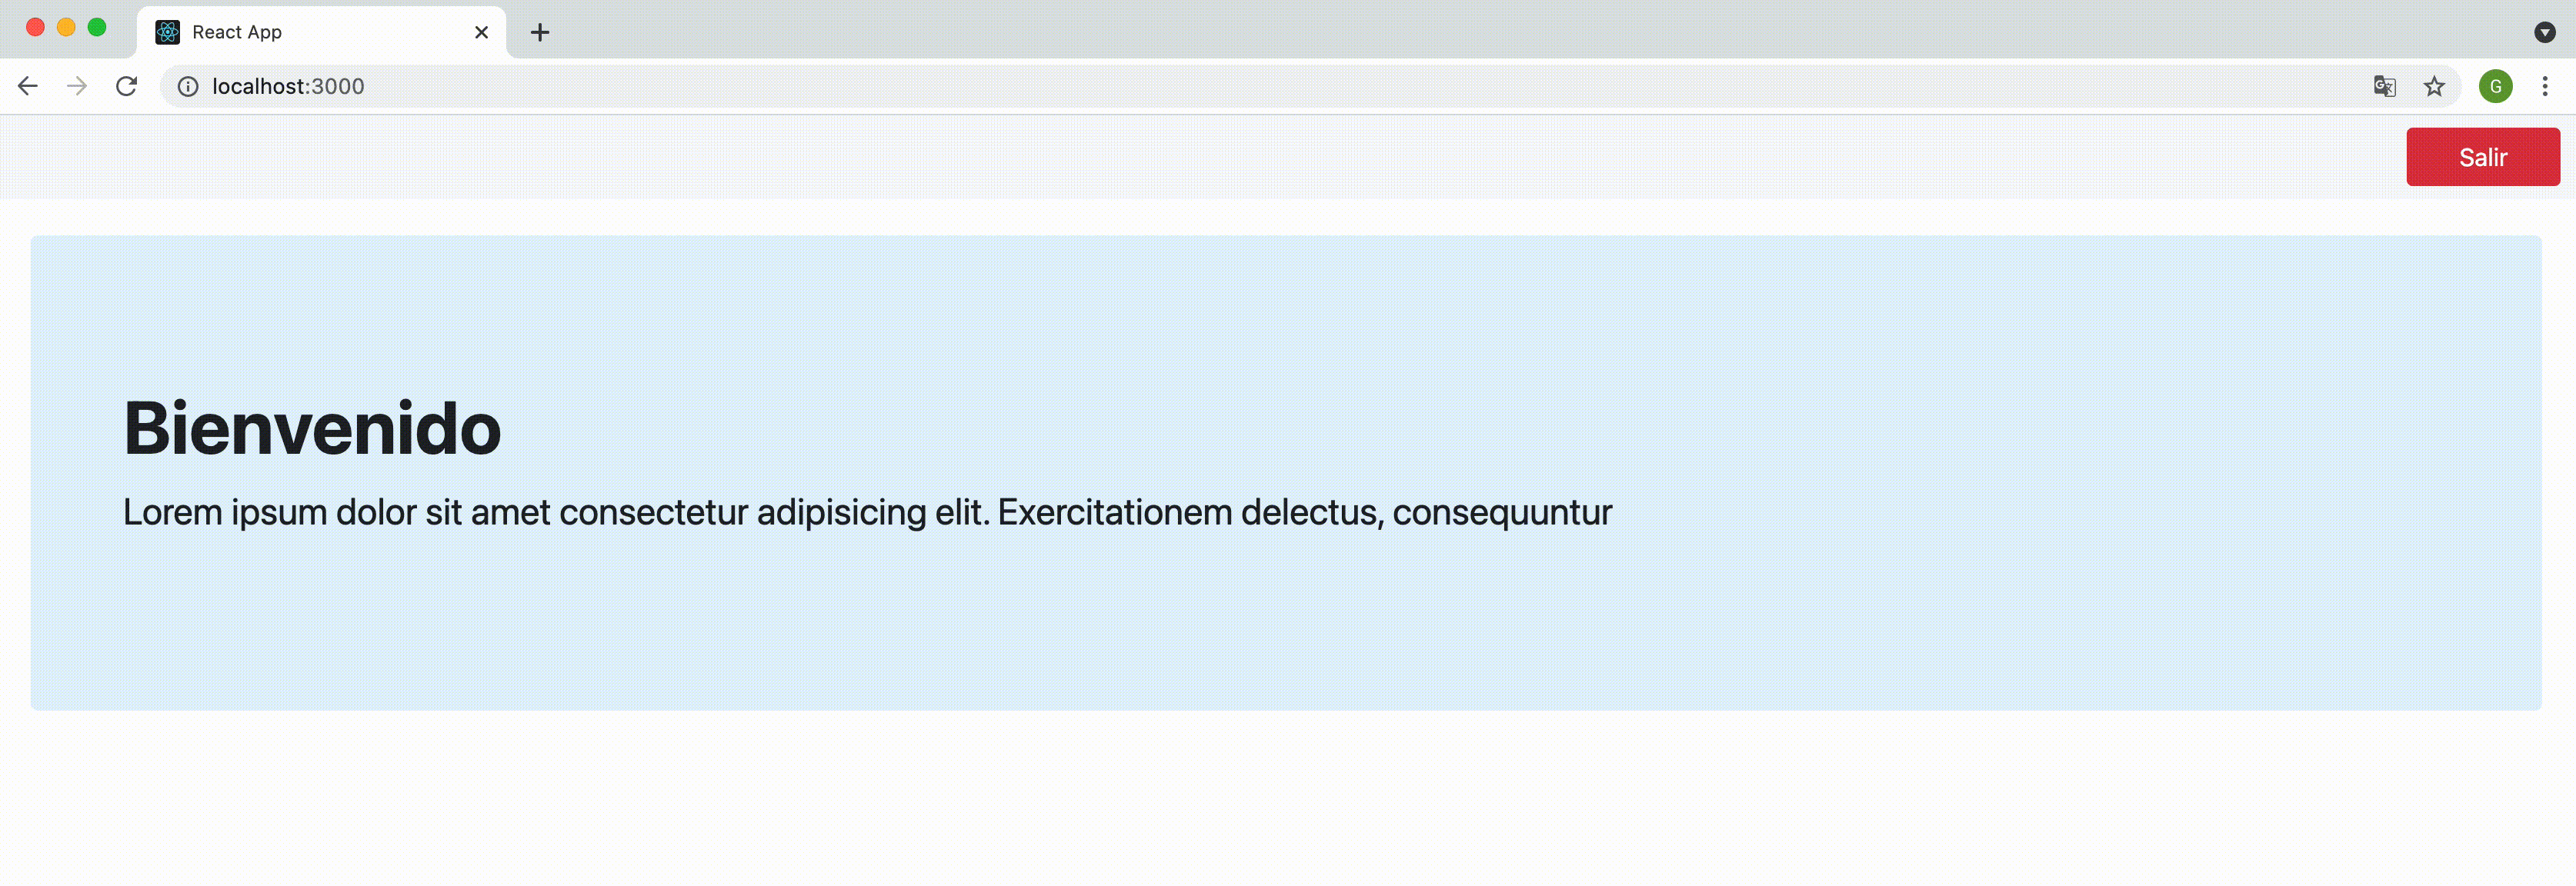 React App
localhost:3000
G
Salir
Bienvenido
Lorem ipsum dolor sit amet consectetur adipisicing elit. Exercitationem delectus, consequuntur